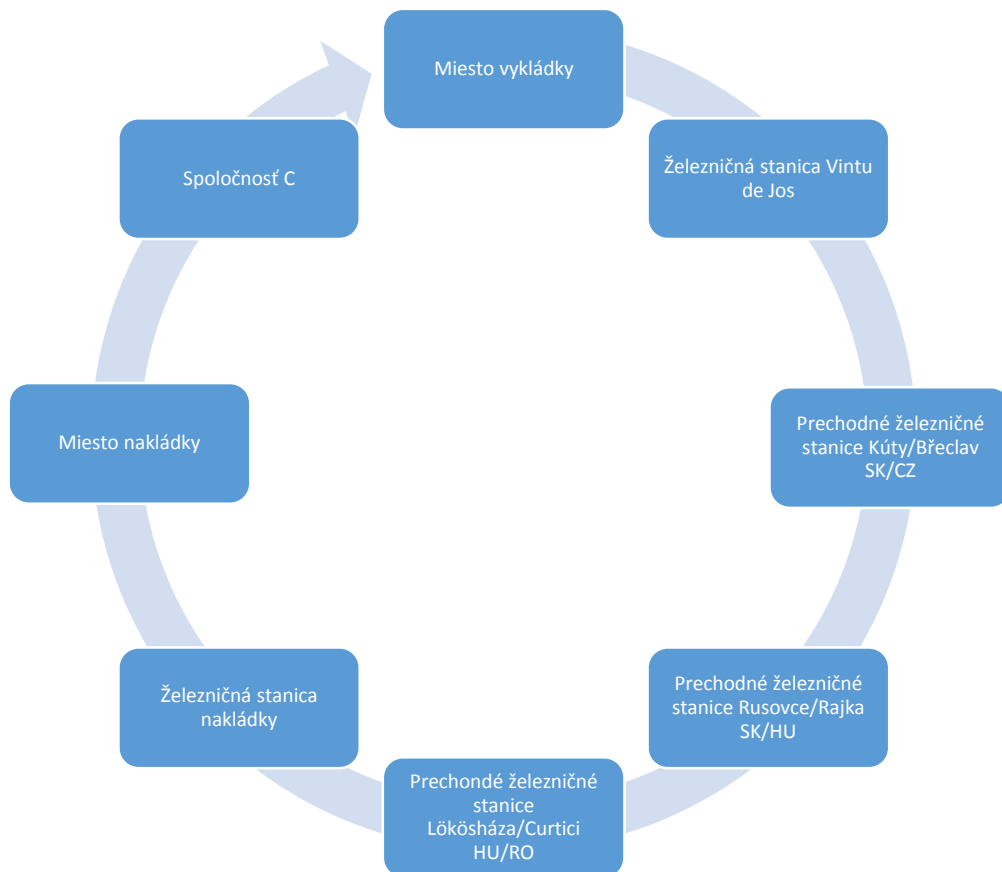 Miesto vykládky
Železničná stanica Vintu
de Jos
Prechodné železničné
stanice Kúty/Břeclav
SK/CZ
Prechodné železničné
stanice Rusovce/Rajka
SK/HU
Prechondé železničné
stanice
Lökösháza/Curtici
HU/RO
Železničná stanica
nakládky
Miesto nakládky
Spoločnosť C